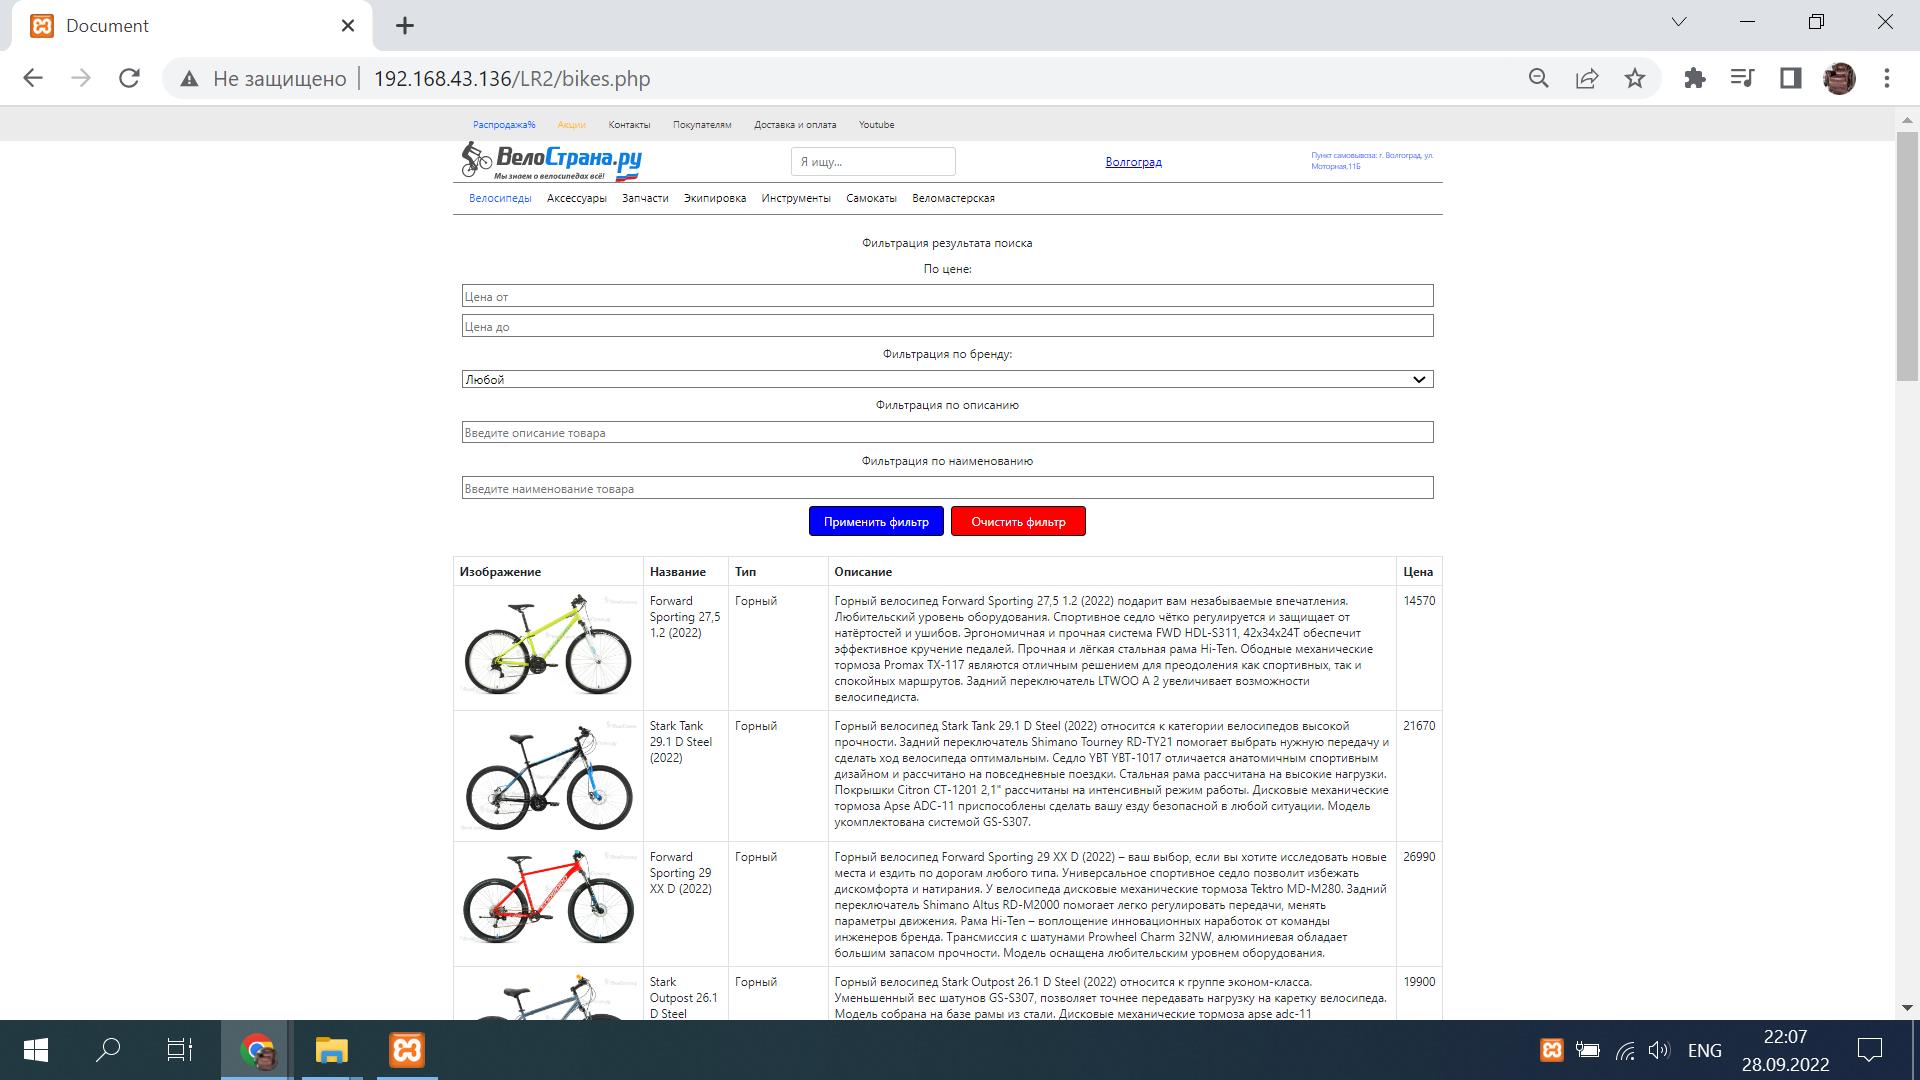 Document
Не защищено
192.168.43.136/LR2/bikes.php
Распродажа% Акции Контакты Покупателям Доставка и оплата Youtube
ВелоСтрана.ру
Мы знаем о велосипедах всё!
Я ищу...
Волгоград
Пункт самовывоза: г. Волгоград, ул.
Моторная,11Б
Велосипеды Аксессуары Запчасти Экипировка Инструменты Самокаты Веломастерская
Фильтрация результата поиска
По цене:
Цена от
Цена до
Фильтрация по бренду:
Любой
Фильтрация по описанию
Введите описание товара
Фильтрация по наименованию
Введите наименование товара
Применить фильтр Очистить фильтр
Изображение Название Тип Описание Цена
Forward
Sporting 27,5
1.2 (2022)
Горный
Горный велосипед Forward Sporting 27,5 1.2 (2022) подарит вам незабываемые впечатления.
Любительский уровень оборудования. Спортивное седло чётко регулируется и защищает от
натёртостей и ушибов. Эргономичная и прочная система FWD HDL-S311, 42x34x24T обеспечит
эффективное кручение педалей. Прочная и лёгкая стальная рама Hi-Ten. Ободные механические
тормоза Promax TX-117 являются отличным решением для преодоления как спортивных, так и
спокойных маршрутов. Задний переключатель LTWOO A 2 увеличивает возможности
велосипедиста.
14570
Stark Tank
29.1 D Steel
(2022)
Горный
Горный велосипед Stark Tank 29.1 D Steel (2022) относится к категории велосипедов высокой
прочности. Задний переключатель Shimano Tourney RD-TY21 помогает выбрать нужную передачу и
сделать ход велосипеда оптимальным. Седло YBT YBT-1017 отличается анатомичным спортивным
дизайном и рассчитано на повседневные поездки. Стальная рама рассчитана на высокие нагрузки.
Покрышки Citron CT-1201 2,1" рассчитаны на интенсивный режим работы. Дисковые механические
тормоза Apse ADC-11 приспособлены сделать вашу езду безопасной в любой ситуации. Модель
укомплектована системой GS-S307.
21670
Forward
Sporting 29
XX D (2022)
Горный
Горный велосипед Forward Sporting 29 XX D (2022) – ваш выбор, если вы хотите исследовать новые
места и ездить по дорогам любого типа. Универсальное спортивное седло позволит избежать
дискомфорта и натирания. У велосипеда дисковые механические тормоза Tektro MD-M280. Задний
переключатель Shimano Altus RD-M2000 помогает легко регулировать передачи, менять
параметры движения. Рама Hi-Ten – воплощение инновационных наработок от команды
инженеров бренда. Трансмиссия с шатунами Prowheel Charm 32NW, алюминиевая обладает
большим запасом прочности. Модель оснащена любительским уровнем оборудования.
26990
Stark
Outpost 26.1
D Steel
Горный
Горный велосипед Stark Outpost 26.1 D Steel (2022) относится к группе эконом-класса.
Уменьшенный вес шатунов GS-S307, позволяет точнее передавать нагрузку на каретку велосипеда.
Модель собрана на базе рамы из стали. Дисковые механические тормоза apse adc-11
19900
ENG
22:07
28.09.2022